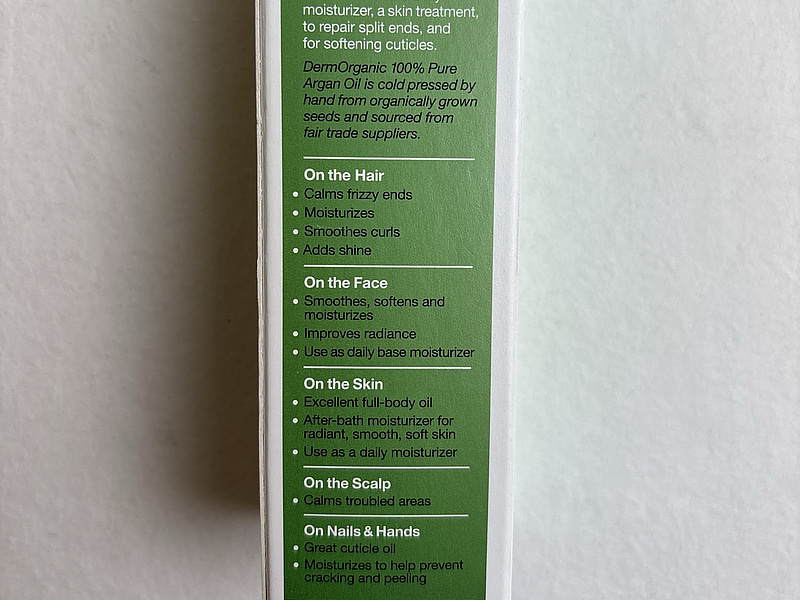 moisturizer, a skin treatment,
to repair split ends, and
for softening cuticles.
DermOrganic 100% Pure
Argan Oil is cold pressed by
hand from organically grown
seeds and sourced from
fair trade suppliers.
On the Hair
• Calms frizzy ends
• Moisturizes
• Smoothes curls
• Adds shine
On the Face
• Smoothes, softens and
moisturizes
• Improves radiance
• Use as daily base moisturizer
On the Skin
• Excellent full-body oil
• After-bath moisturizer for
radiant, smooth, soft skin
• Use as a daily moisturizer
On the Scalp
• Calms troubled areas
On Nails & Hands
• Great cuticle oil
• Moisturizes to help prevent
cracking and peeling